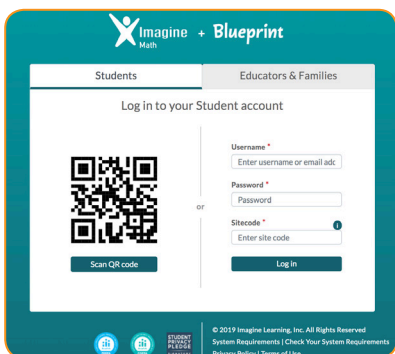 Imagine + Blueprint
Math
Students
Educators & Families
Log in to your Student account
Scan QR code
or
Username *
Enter username or email adc
Password *
Password
Sitecode *
i
Enter site code
Log in
STUDENT
PRIVACY
PLEDGE
© 2019 Imagine Learning, Inc. All Rights Reserved
System Requirements | Check Your System Requirements
Privacy Policy | Terms of Use